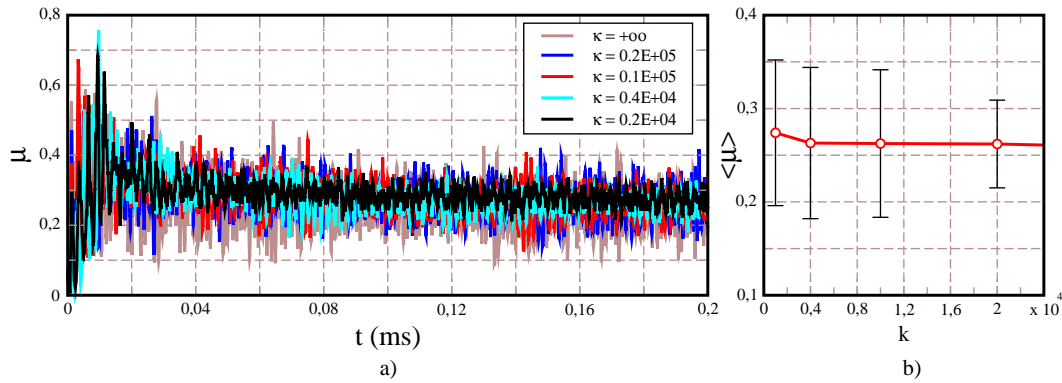 0,8
0,6
0,4
0,2
0
μ
κ = +oo
κ = 0.2E+05
κ = 0.1E+05
κ = 0.4E+04
κ = 0.2E+04
0 0,04 0,08 0,12 0,16 0,2
t (ms)
a)
0,4
0,3
0,2
0,1
<μ>
0 0,4 0,8 1,2 1,6 2 x 10 4
k
b)